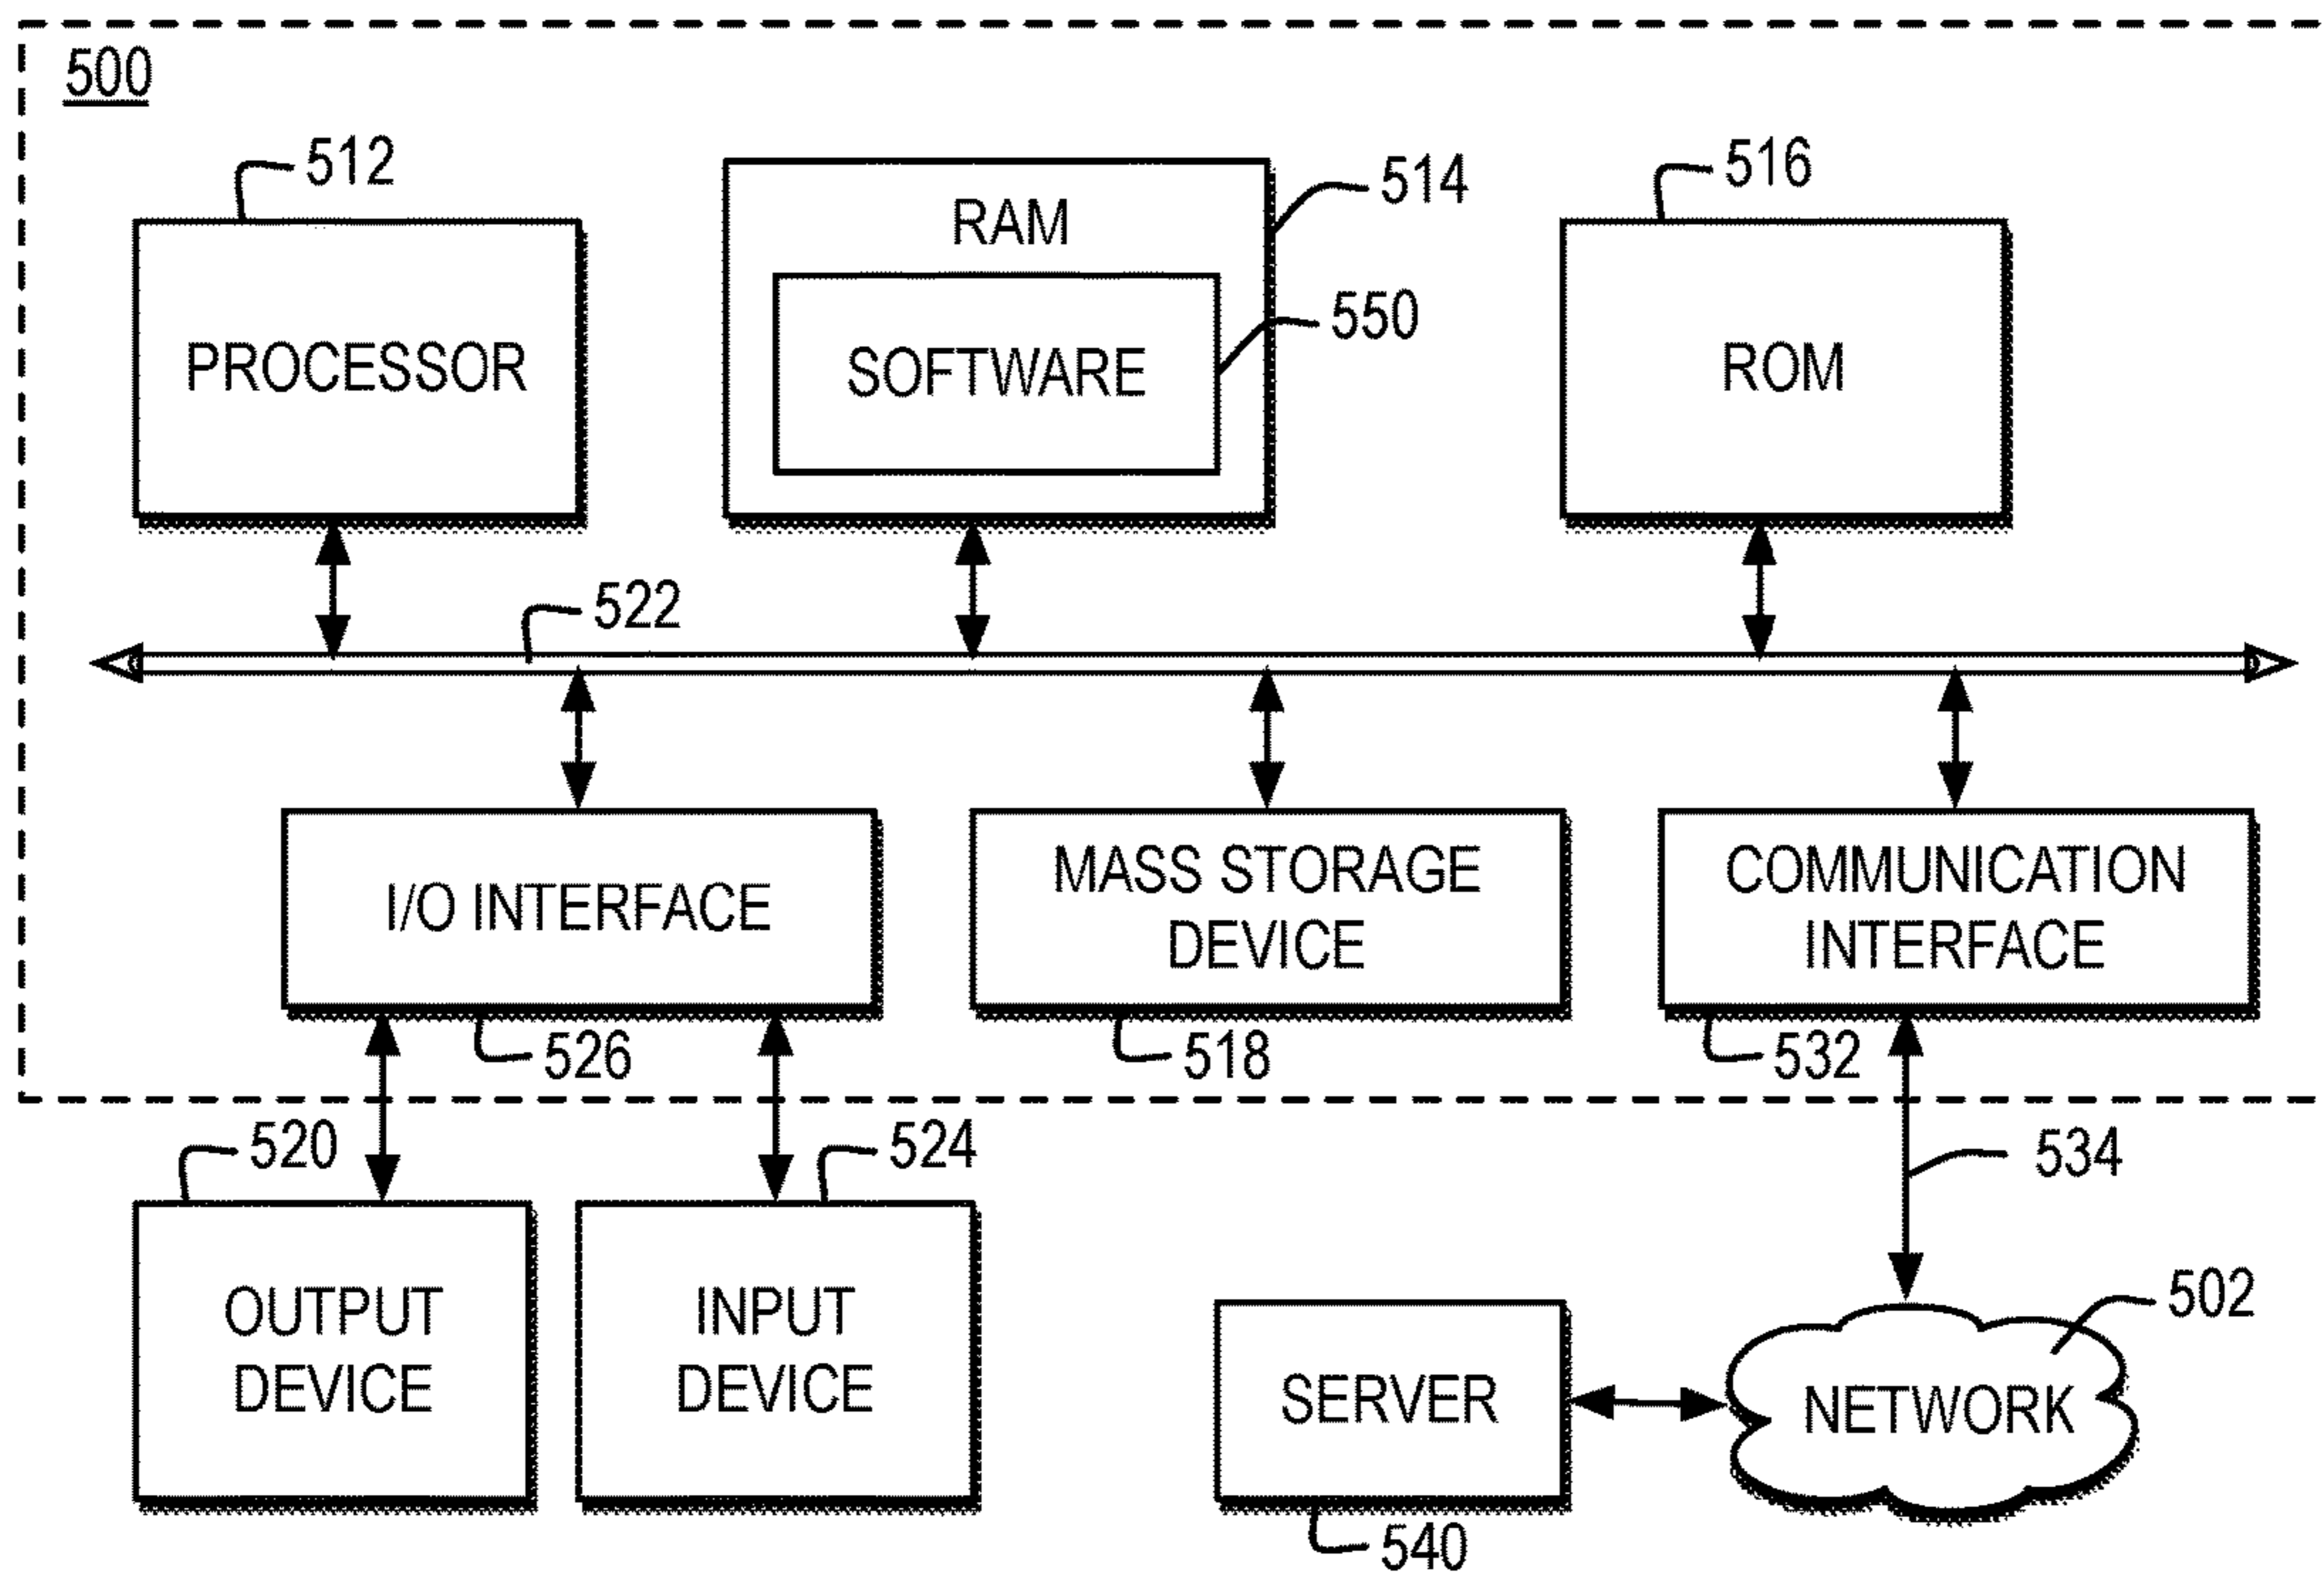 500
512
514
516
RAM
550
PROCESSOR
SOFTWARE
ROM
522
I/O INTERFACE
MASS STORAGE
DEVICE
COMMUNICATION
INTERFACE
526
518
532
520
524
534
OUTPUT
DEVICE
INPUT
DEVICE
SERVER
502
NETWORK
540